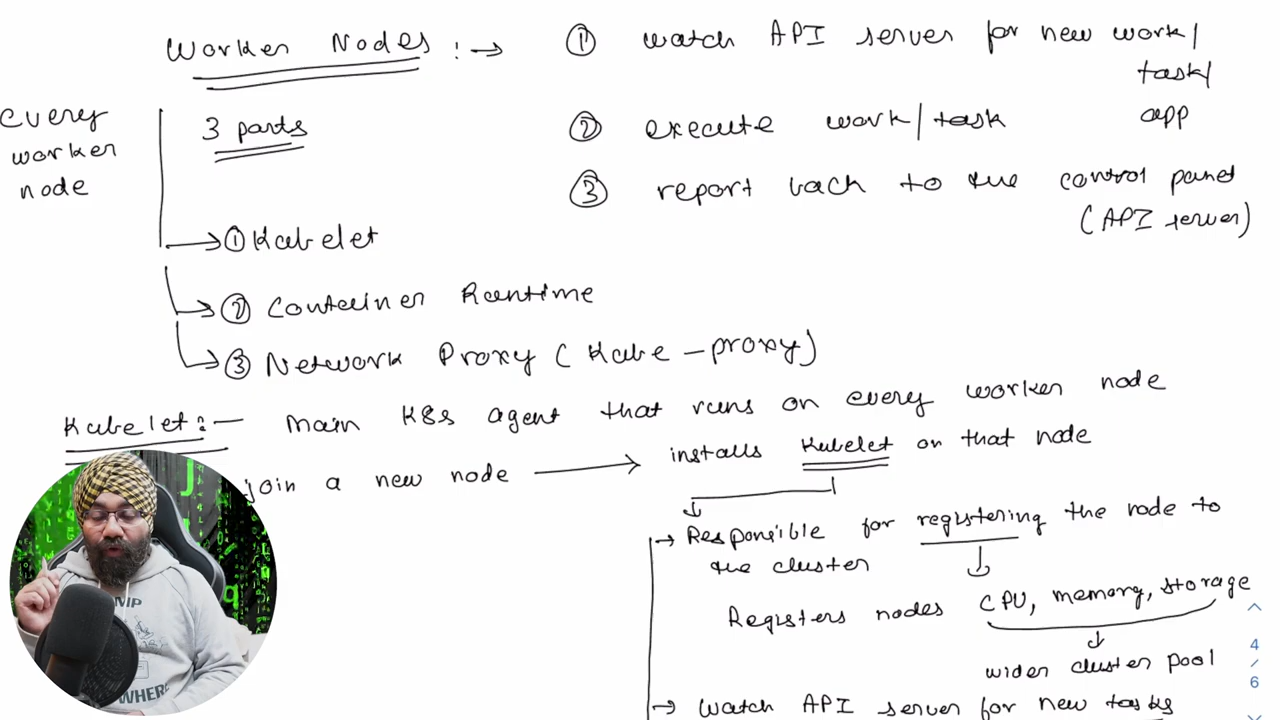 Worker Nodes : →
① watch API server for new work/
task/
app
② execute work/task
③ report back to the control panel
(API server)
every
worker
node
3 parts
① Kubelet
② Container Runtime
③ Network Proxy (Kube-proxy)
Kubelet :- Main K8s agent that runs on every worker node
join a new node → installs Kubelet on that node
→ Responsible for registering the node to
the cluster
Registers nodes CPU, memory, storage
wider cluster pool
→ Watch API server for new tasks
4
/
6
MP
WHERE